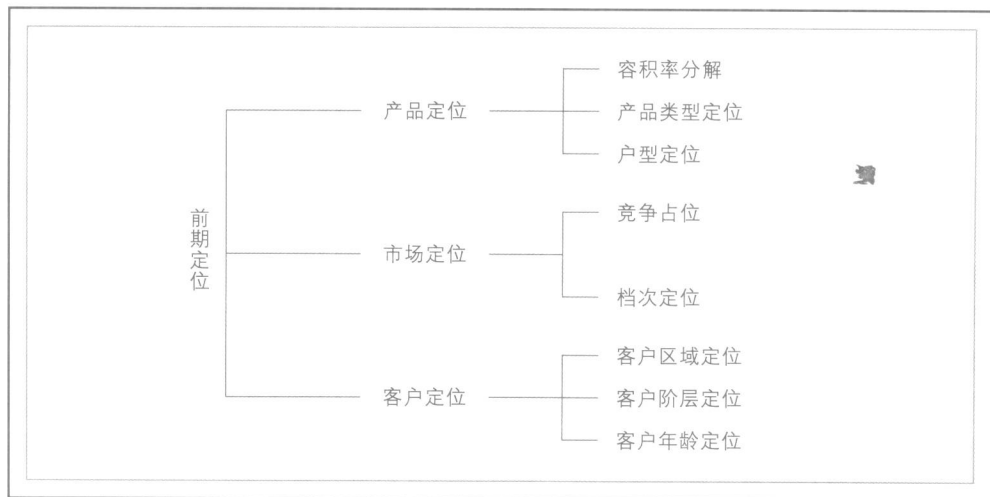 前期定位
产品定位
容积率分解
产品类型定位
户型定位
市场定位
竞争占位
档次定位
客户定位
客户区域定位
客户阶层定位
客户年龄定位